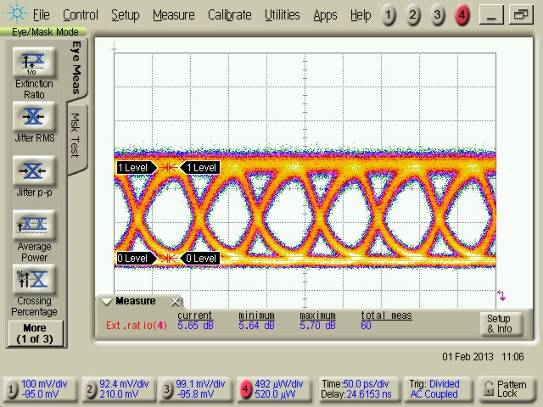 File Control Setup Measure Calibrate Utilities Apps Help 1 2 3 4
Eye/Mask Mode
Extinction
Ratio
Jitter RMS
Jitter p-p
Average
Power
Crossing
Percentage
More
(1 of 3)
Eye Meas
Msk Test
1 Level 1 Level
0 Level 0 Level
Measure
current minimum maximum total meas
Ext.ratio(4) 5.65 dB 5.64 dB 5.70 dB 60
Setup
& Info
01 Feb 2013 11:06
1 100 mV/div
-95.0 mV
2 92.4 mV/div
210.0 mV
3 99.1 mV/div
-95.8 mV
4 492 µW/div
520.0 µW
Time:50.0 ps/div
Delay:24.6153 ns
Trig: Divided
AC Coupled
Pattern
Lock